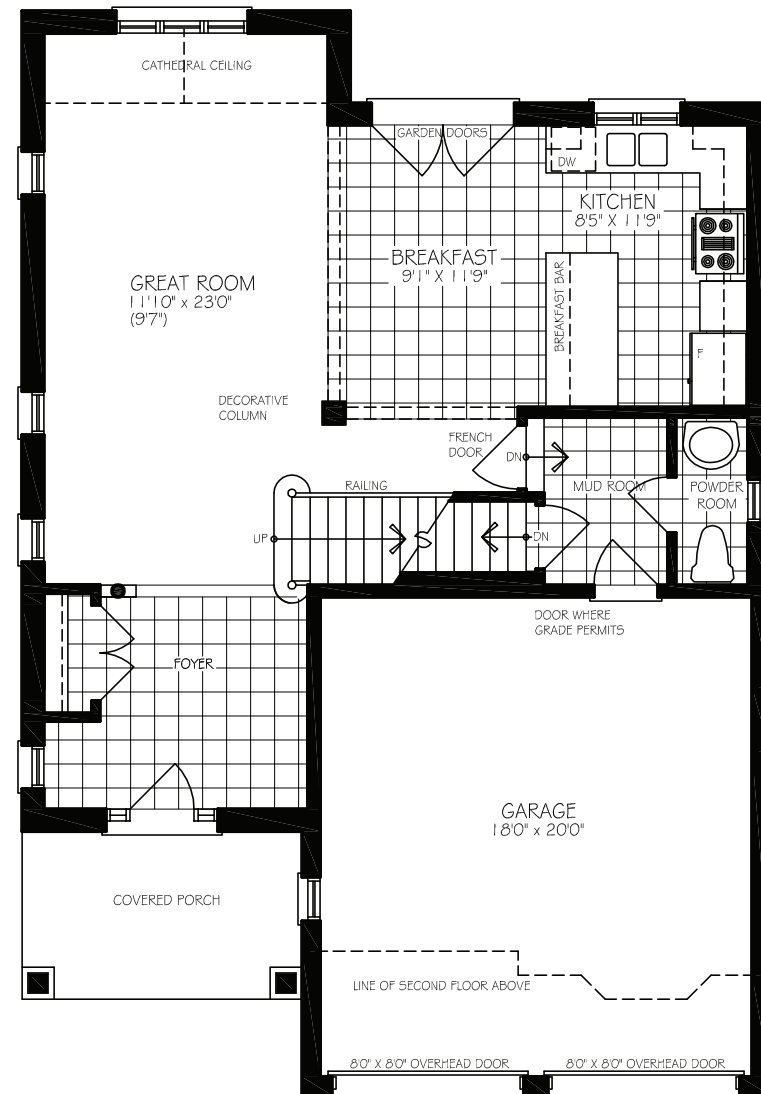 CATHEDRAL CEILING
GARDEN DOORS
DW
KITCHEN
8'5" X 11'9"
BREAKFAST
9'1" X 11'9"
GREAT ROOM
11'10" x 23'0"
(9'7")
BREAKFAST BAR
F
DECORATIVE
COLUMN
FRENCH
DOOR
DN
MUD ROOM
POWDER
ROOM
RAILING
UP
DN
DOOR WHERE
GRADE PERMITS
FOYER
GARAGE
18'0" x 20'0"
COVERED PORCH
LINE OF SECOND FLOOR ABOVE
8'0" X 8'0" OVERHEAD DOOR
8'0" X 8'0" OVERHEAD DOOR